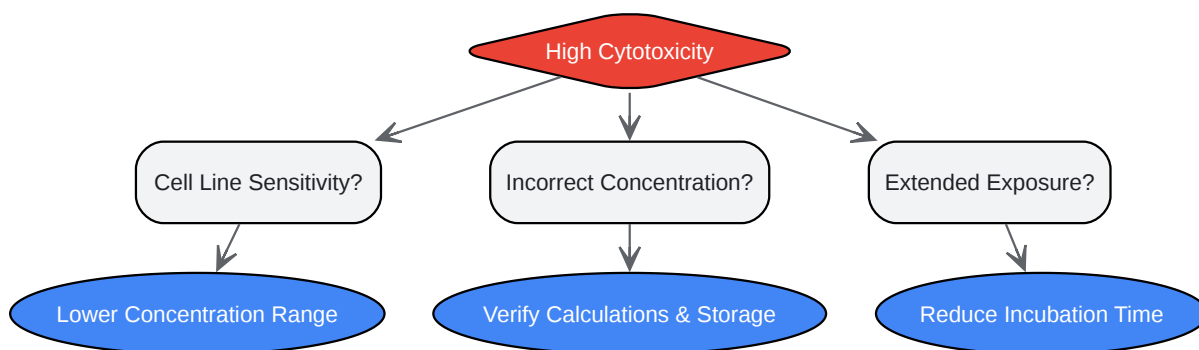 High Cytotoxicity
Cell Line Sensitivity?
Incorrect Concentration?
Extended Exposure?
Lower Concentration Range
Verify Calculations & Storage
Reduce Incubation Time